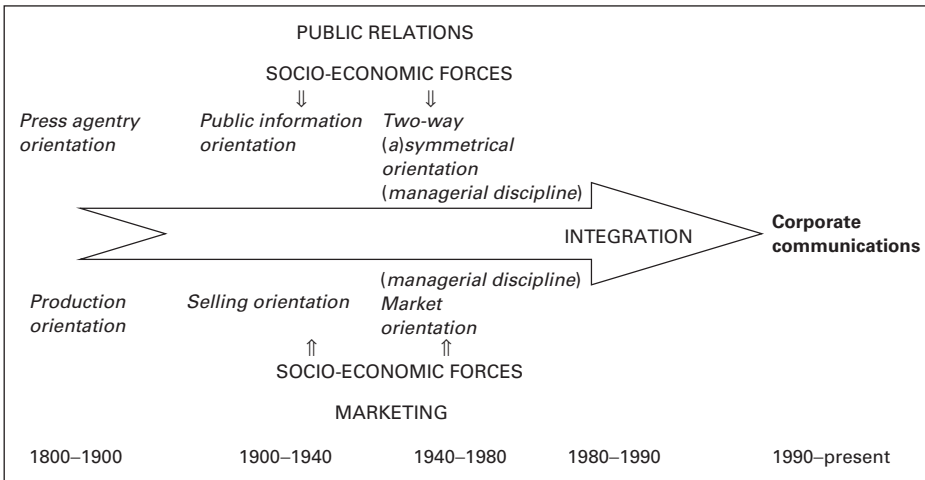 PUBLIC RELATIONS
SOCIO-ECONOMIC FORCES
⇓ ⇓
Press agentry
orientation
Public information
orientation
Two-way
(a)symmetrical
orientation
(managerial discipline)
INTEGRATION
Corporate
communications
Production
orientation
Selling orientation
(managerial discipline)
Market
orientation
⇑ ⇑
SOCIO-ECONOMIC FORCES
MARKETING
1800–1900 1900–1940 1940–1980 1980–1990 1990–present